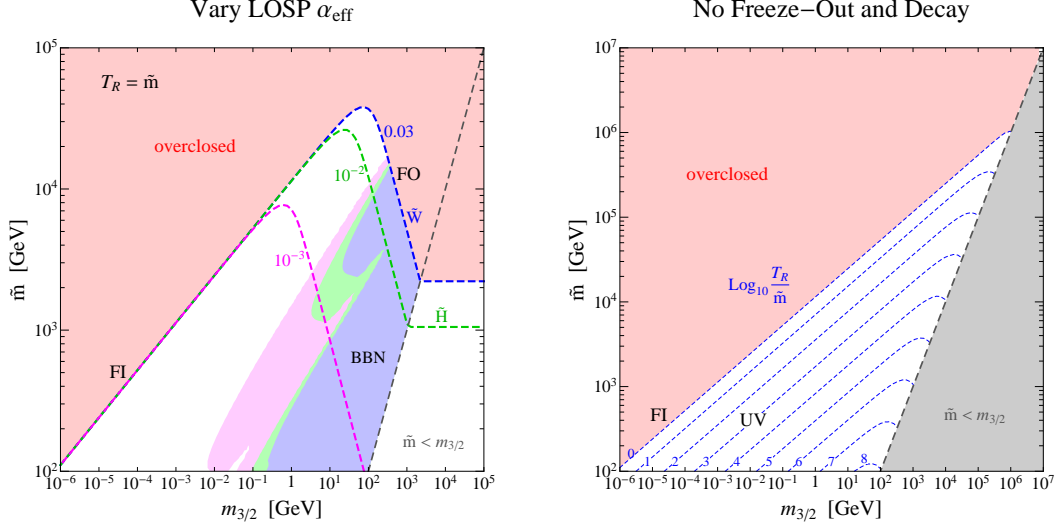 Vary LOSP α_eff
10^5
10^4
10^3
10^2
m̃ [GeV]
T_R = m̃
overclosed
0.03
10^-2
FO
W̃
10^-3
H̃
FI
BBN
m̃ < m_3/2
10^-6 10^-5 10^-4 10^-3 10^-2 10^-1 1 10^1 10^2 10^3 10^4 10^5
m_3/2 [GeV]
No Freeze-Out and Decay
10^7
10^6
10^5
10^4
10^3
10^2
m̃ [GeV]
overclosed
Log_10 T_R/m̃
FI
UV
m̃ < m_3/2
0 1 2 3 4 5 6 7 8
10^-6 10^-5 10^-4 10^-3 10^-2 10^-1 1 10^1 10^2 10^3 10^4 10^5 10^6 10^7
m_3/2 [GeV]